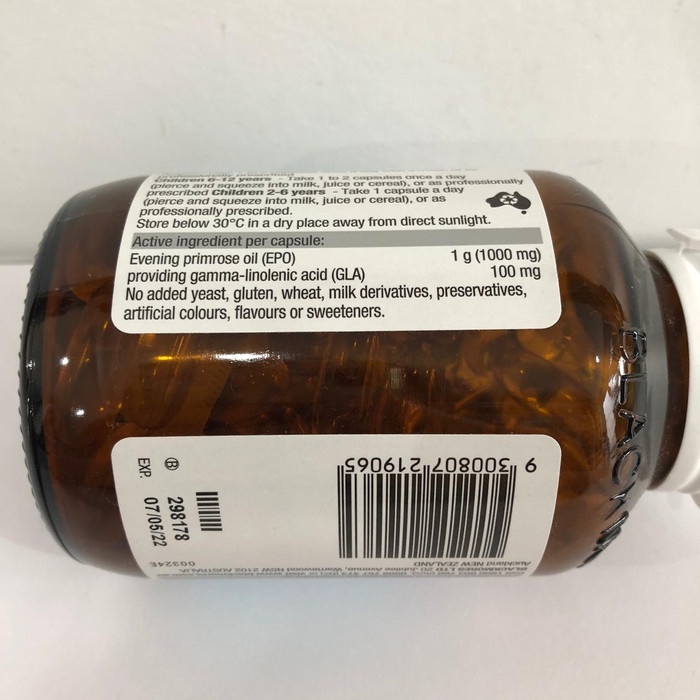 Children 6-12 years - Take 1 to 2 capsules once a day
(pierce and squeeze into milk, juice or cereal), or as professionally
prescribed Children 2-6 years - Take 1 capsule a day
(pierce and squeeze into milk, juice or cereal), or as
professionally prescribed.
Store below 30°C in a dry place away from direct sunlight.
Active ingredient per capsule:
Evening primrose oil (EPO) 1 g (1000 mg)
providing gamma-linolenic acid (GLA) 100 mg
No added yeast, gluten, wheat, milk derivatives, preservatives,
artificial colours, flavours or sweeteners.
BLACKMORES
9 300807 219065
B 298178
EXP. 07/05/22
Auckland NEW ZEALAND
BLACKMORES LTD 20 Jubilee Avenue, Warriewood NSW 2102 AUSTRALIA